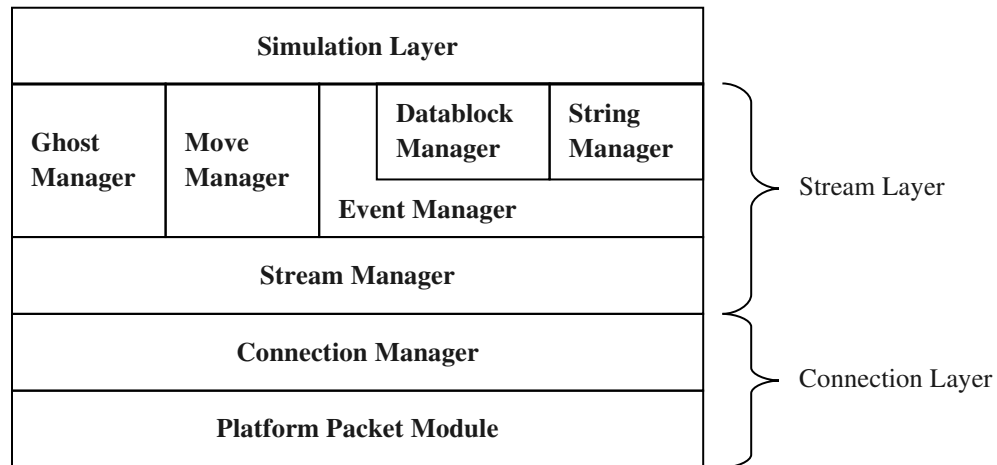 Simulation Layer
Ghost
Manager
Move
Manager
Datablock
Manager
String
Manager
Event Manager
Stream Layer
Stream Manager
Connection Manager
Connection Layer
Platform Packet Module